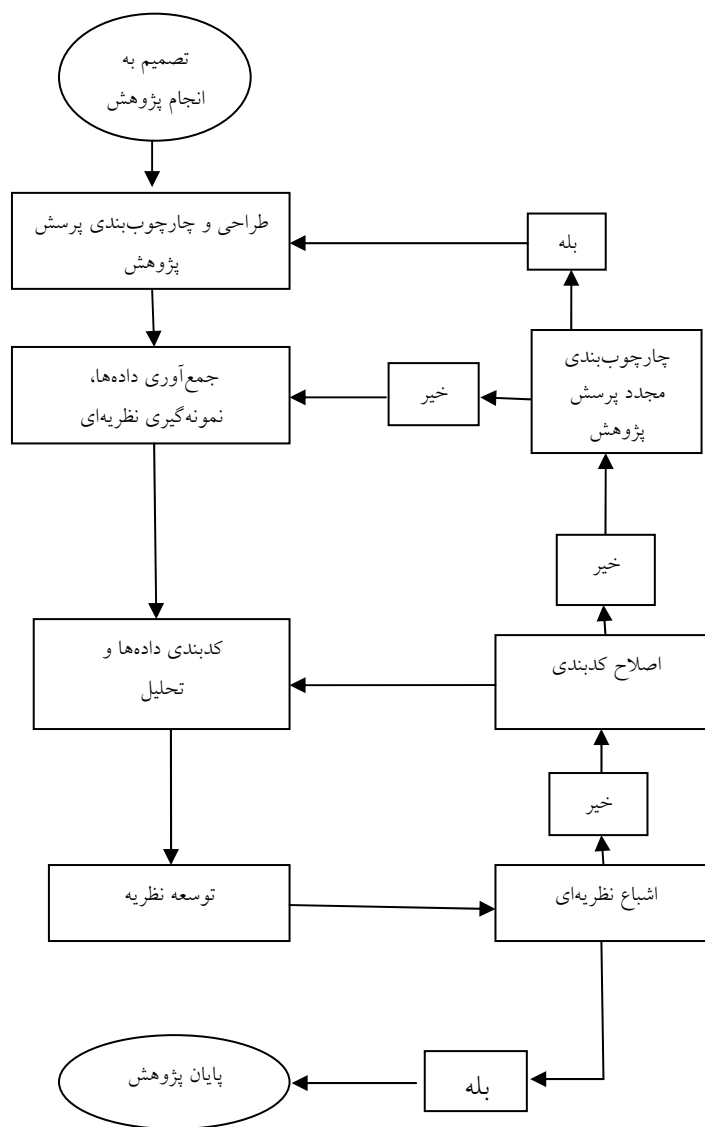 تصمیم به
انجام پژوهش
طراحی و چارچوب‌بندی پرسش
پژوهش
بله
چارچوب‌بندی
مجدد پرسش
پژوهش
خیر
جمع‌آوری داده‌ها،
نمونه‌گیری نظریه‌ای
خیر
کدبندی داده‌ها و
تحلیل
اصلاح کدبندی
خیر
توسعه نظریه
اشباع نظریه‌ای
بله
پایان پژوهش